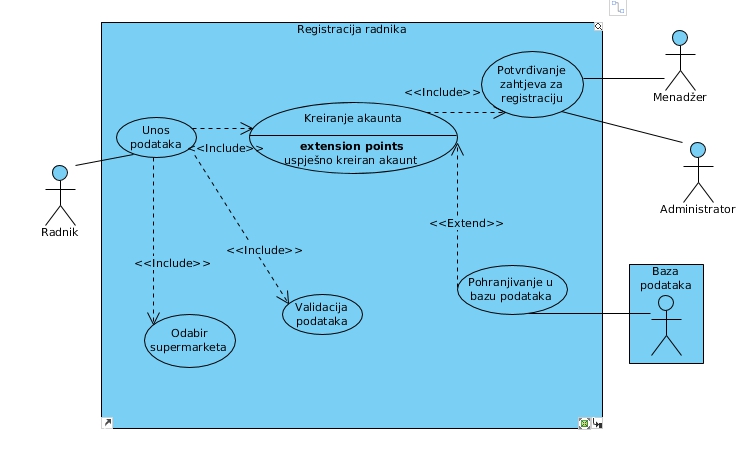 Registracija radnika
Potvrđivanje
zahtjeva za
registraciju
Menadžer
<<Include>>
Kreiranje akaunta
Unos
podataka
<<Include>>
extension points
uspješno kreiran akaunt
Administrator
Radnik
<<Extend>>
<<Include>>
<<Include>>
Baza
podataka
Pohranjivanje u
bazu podataka
Validacija
podataka
Odabir
supermarketa